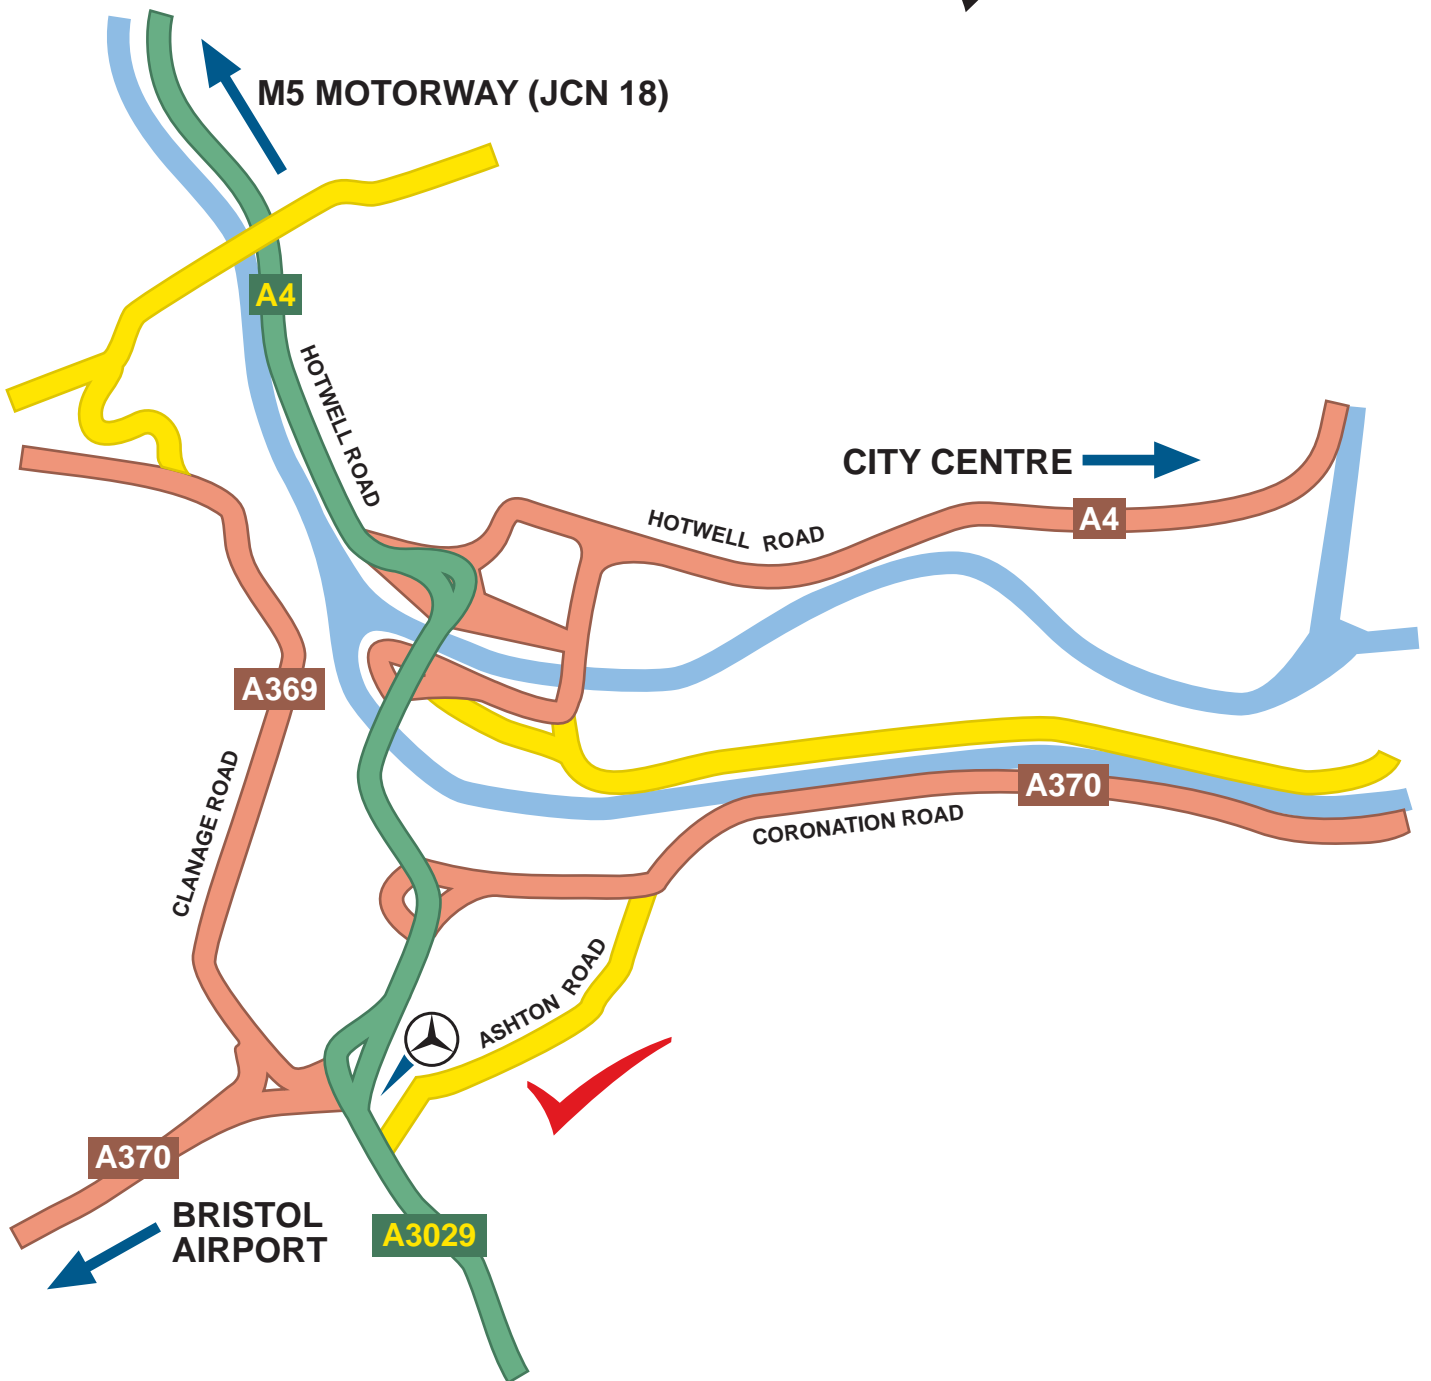 M5 MOTORWAY (JCN 18)
A4
HOTWELL ROAD
CITY CENTRE
HOTWELL ROAD
A4
A369
A370
CORONATION ROAD
CLANAGE ROAD
ASHTON ROAD
A370
BRISTOL
AIRPORT
A3029